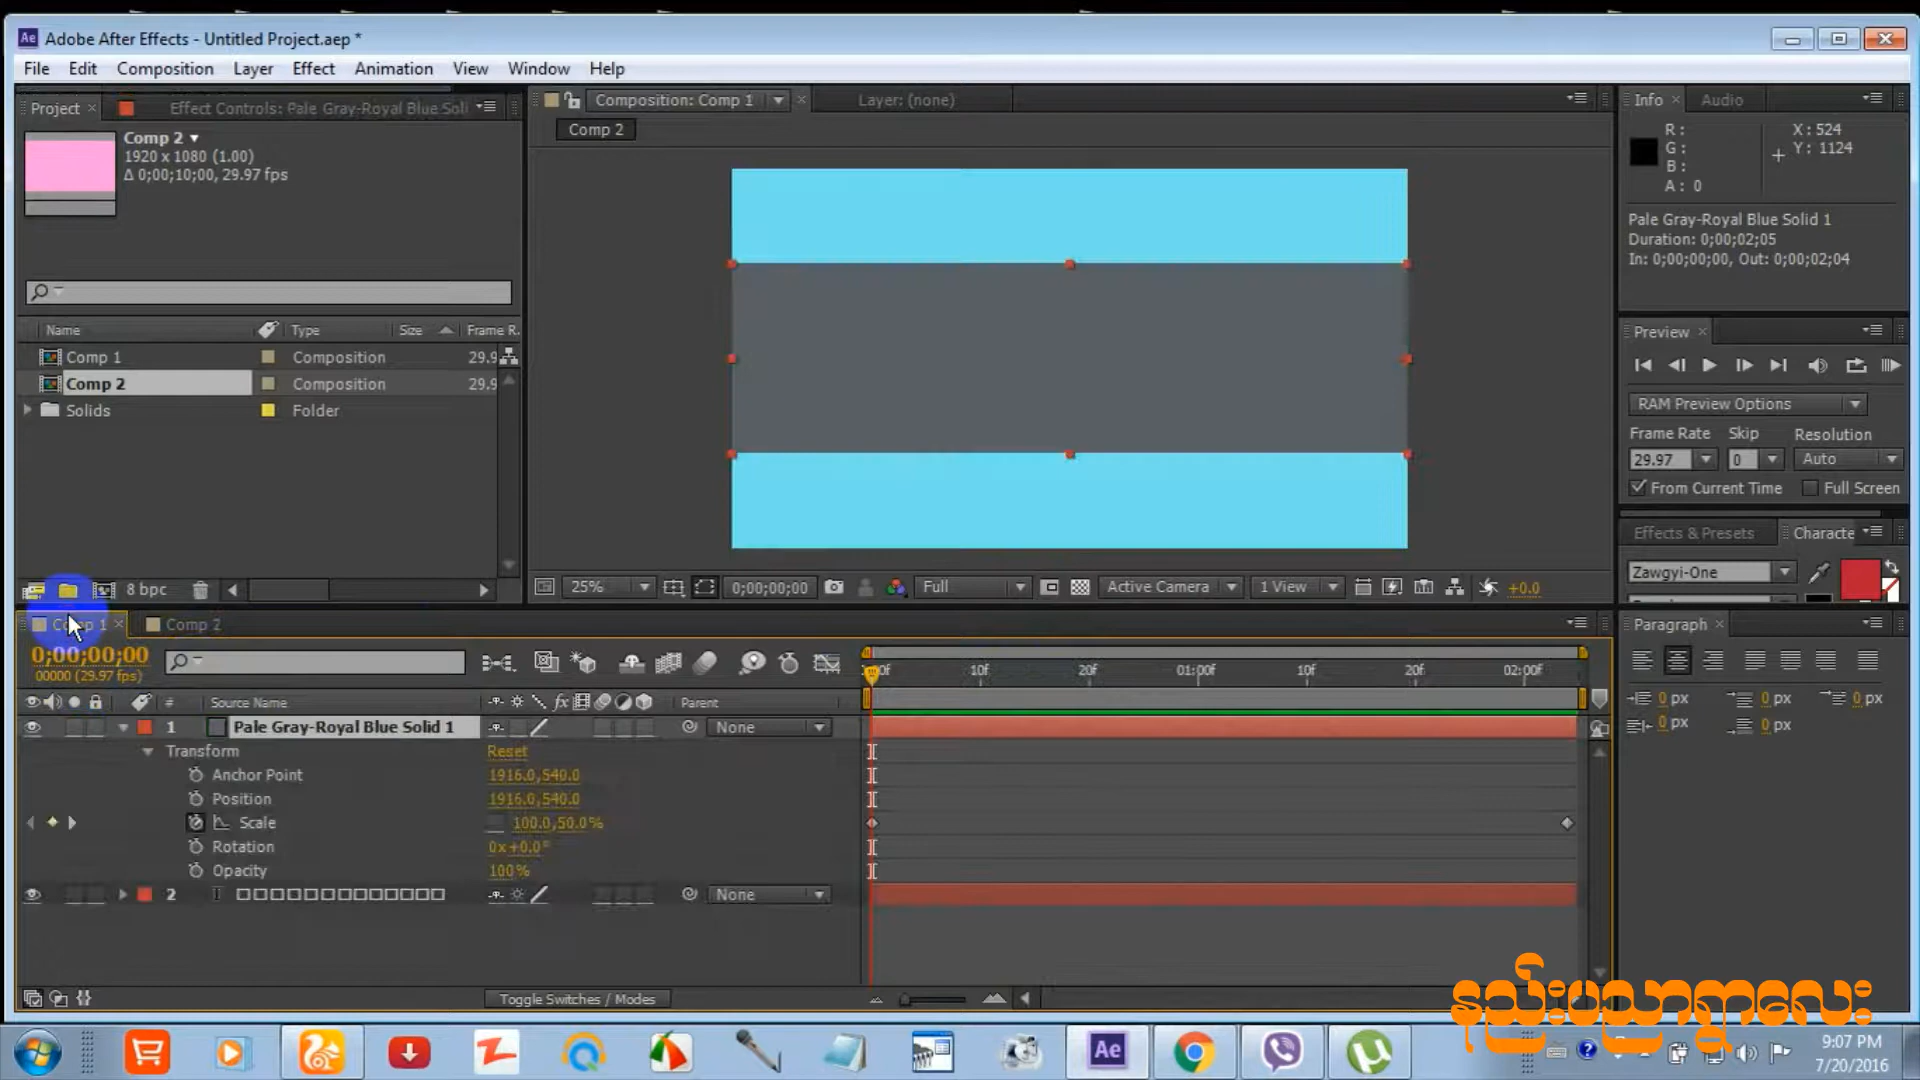 Adobe After Effects - Untitled Project.aep *
File Edit Composition Layer Effect Animation View Window Help
Project Effect Controls: Pale Gray-Royal Blue Soli
Comp 2
1920 x 1080 (1.00)
Δ 0;00;10;00, 29.97 fps
Name Type Size Frame R.
Comp 1 Composition 29.9
Comp 2 Composition 29.9
Solids Folder
8 bpc
Composition: Comp 1 Layer: (none)
Comp 2
25% 0;00;00;00 Full Active Camera 1 View +0.0
Info Audio
R: X: 524
G: Y: 1124
B:
A: 0
Pale Gray-Royal Blue Solid 1
Duration: 0;00;02;05
In: 0;00;00;00, Out: 0;00;02;04
Preview
RAM Preview Options
Frame Rate Skip Resolution
29.97 0 Auto
From Current Time Full Screen
Effects & Presets Characte
Zawgyi-One
Paragraph
0 px 0 px 0 px
0 px 0 px
Comp 1 Comp 2
0;00;00;00
00000 (29.97 fps)
10f 20f 01:00f 10f 20f 02:00f
# Source Name Parent
1 Pale Gray-Royal Blue Solid 1 None
Transform Reset
Anchor Point 1916.0,540.0
Position 1916.0,540.0
Scale 100.0,50.0%
Rotation 0x+0.0°
Opacity 100%
2 None
Toggle Switches / Modes
9:07 PM
7/20/2016